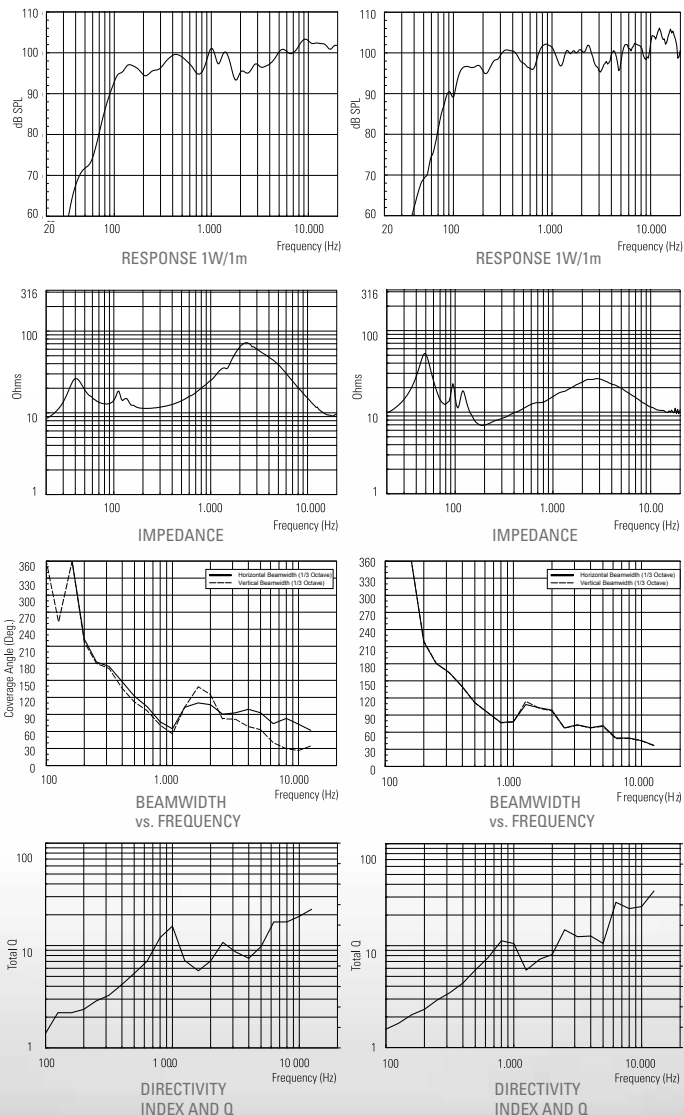 110
100
90
80
70
60
dB SPL
20
100
1.000
10.000
Frequency (Hz)
RESPONSE 1W/1m
110
100
90
80
70
60
dB SPL
20
100
1.000
10.000
Frequency (Hz)
RESPONSE 1W/1m
316
100
10
1
Ohms
100
1.000
10.000
Frequency (Hz)
IMPEDANCE
316
100
10
1
Ohms
100
1.000
10.00
Frequency (Hz)
IMPEDANCE
360
330
300
270
240
210
180
150
120
90
60
30
0
Coverage Angle (Deg.)
Horizontal Beamwidth (1/3 Octave)
Vertical Beamwidth (1/3 Octave)
100
1.000
10.000
Frequency (Hz)
BEAMWIDTH
vs. FREQUENCY
360
330
300
270
240
210
180
150
120
90
60
30
0
Horizontal Beamwidth (1/3 Octave)
Vertical Beamwidth (1/3 Octave)
100
1.000
10.000
F requency (Hz)
BEAMWIDTH
vs. FREQUENCY
100
10
1
Total Q
100
1 000
10.000
Frequency (Hz)
DIRECTIVITY
INDEX AND Q
100
10
1
Total Q
100
1.000
10.000
Frequency (Hz)
DIRECTIVITY
INDEX AND Q